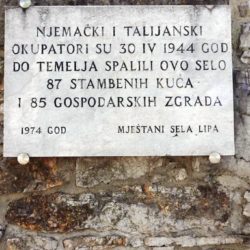 NJEMAČKI I TALIJANSKI
OKUPATORI SU 30 IV 1944 GOD
DO TEMELJA SPALILI OVO SELO
87 STAMBENIH KUĆA
I 85 GOSPODARSKIH ZGRADA
1974 GOD MJEŠTANI SELA LIPA